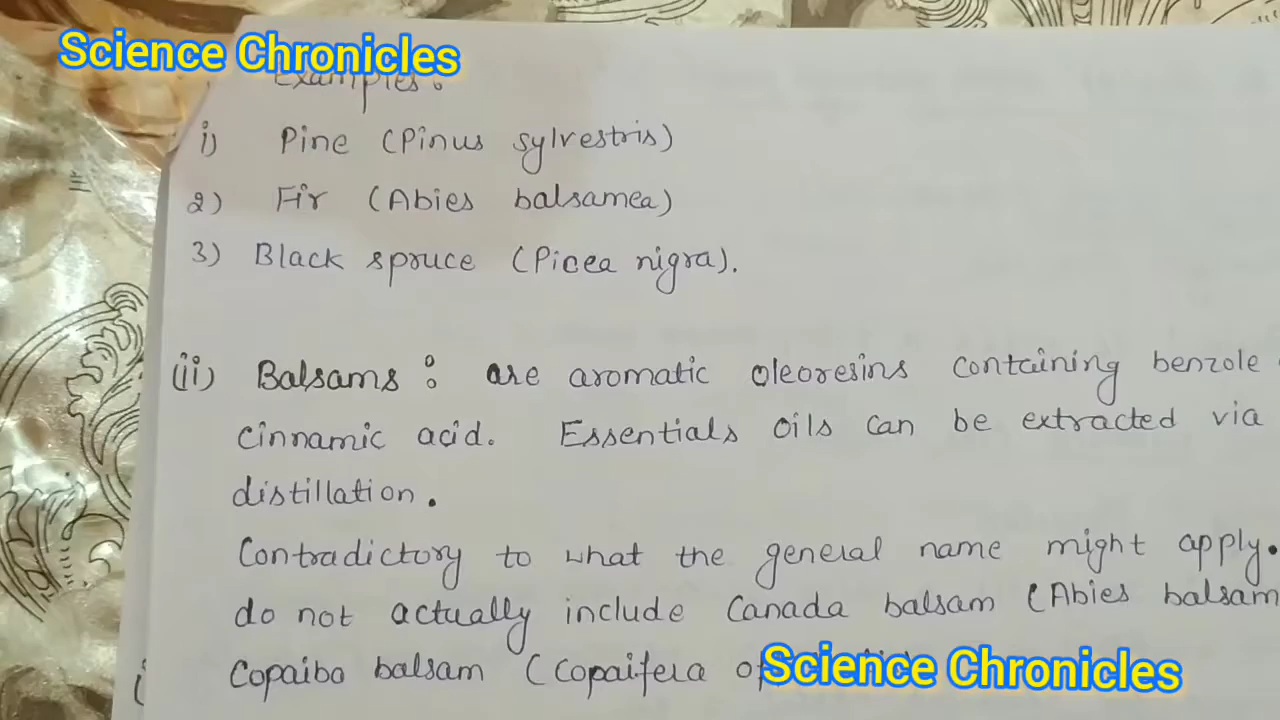 Science Chronicles
Examples:
i) Pine (Pinus sylvestris)
2) Fir (Abies balsamea)
3) Black spruce (Picea nigra).
(ii) Balsams : are aromatic oleoresins containing benzole
cinnamic acid. Essentials oils can be extracted via
distillation.
Contradictory to what the general name might apply.
do not actually include Canada balsam (Abies balsam
Copaiba balsam (Copaifera
Science Chronicles